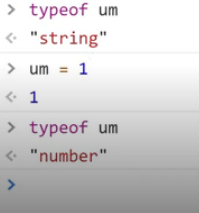 > typeof um
<· "string"
> um = 1
<· 1
> typeof um
<· "number"
>